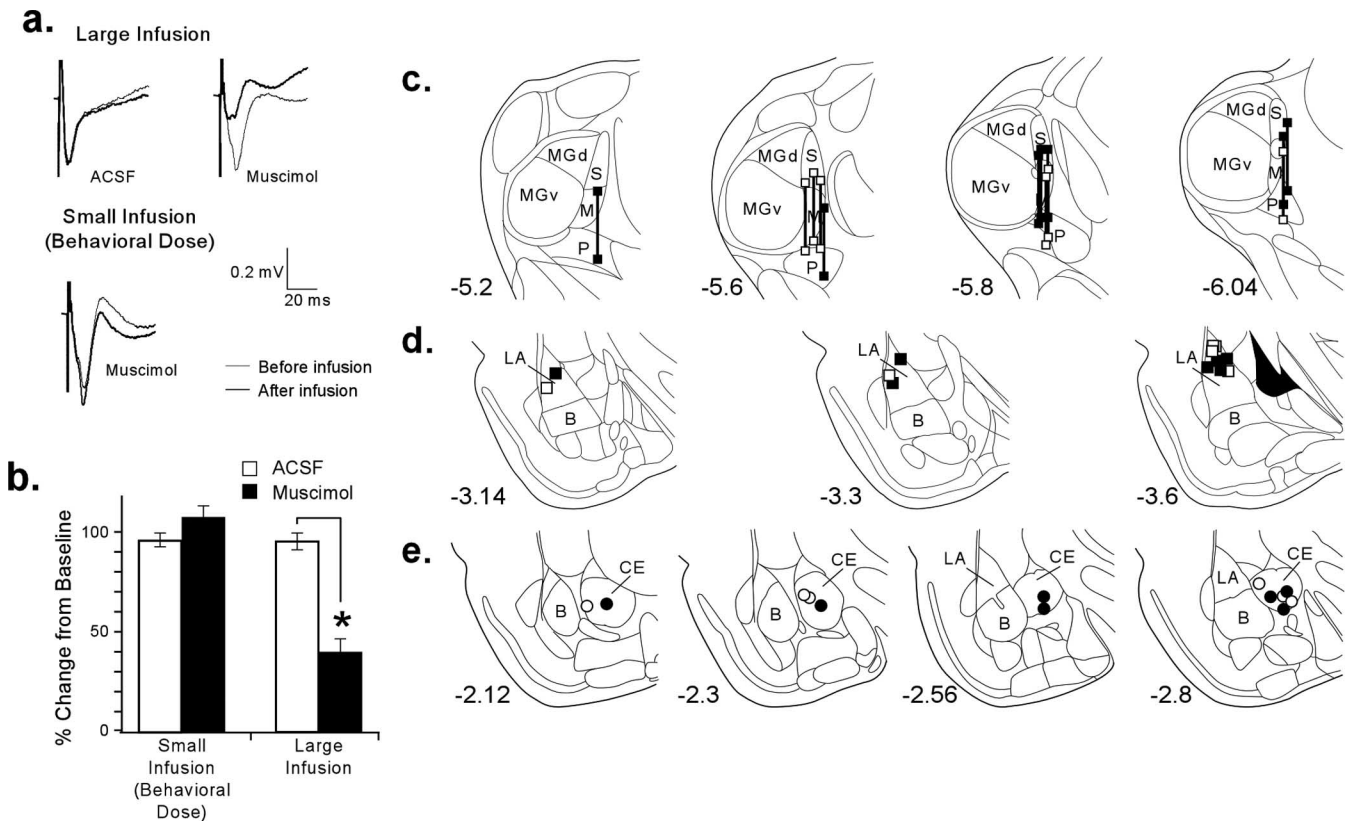 a.
Large Infusion
ACSF
Muscimol
Small Infusion
(Behavioral Dose)
0.2 mV
20 ms
Muscimol
Before infusion
After infusion
b.
ACSF
Muscimol
% Change from Baseline
100
50
0
*
Small
Infusion
(Behavioral
Dose)
Large
Infusion
c.
MGd
S
MGv
M
P
-5.2
MGd
S
MGv
M
P
-5.6
MGd
S
MGv
P
-5.8
MGd
S
MGv
M
P
-6.04
d.
LA
B
-3.14
LA
B
-3.3
LA
B
-3.6
e.
CE
B
-2.12
CE
B
-2.3
LA
CE
B
-2.56
CE
LA
B
-2.8